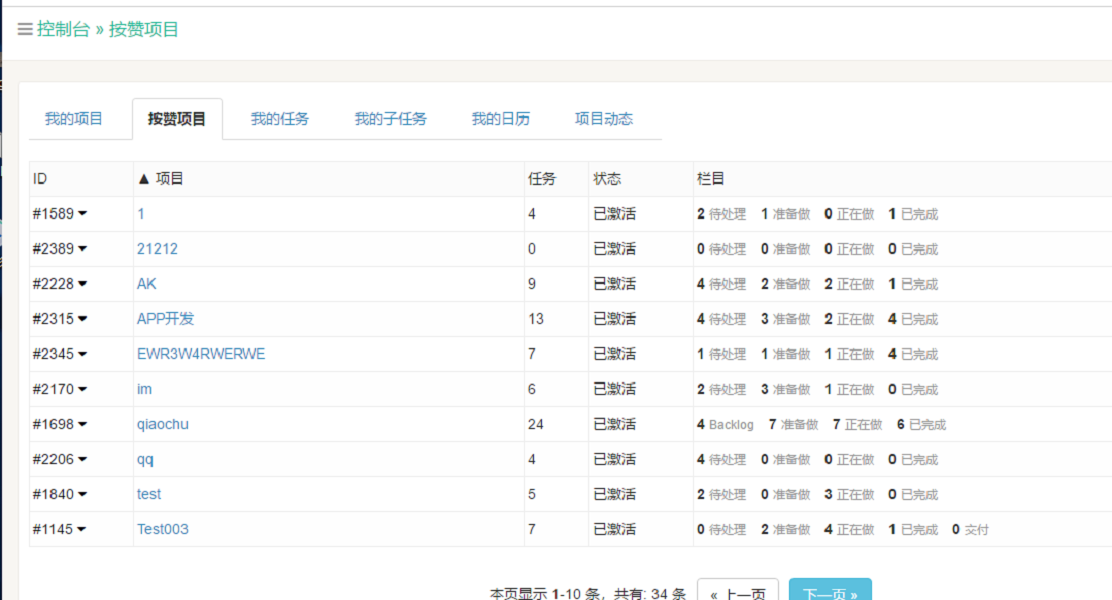 控制台 » 按赞项目
我的项目 按赞项目 我的任务 我的子任务 我的日历 项目动态
ID ▲ 项目 任务 状态 栏目
#1589 1 4 已激活 2 待处理 1 准备做 0 正在做 1 已完成
#2389 21212 0 已激活 0 待处理 0 准备做 0 正在做 0 已完成
#2228 AK 9 已激活 4 待处理 2 准备做 2 正在做 1 已完成
#2315 APP开发 13 已激活 4 待处理 3 准备做 2 正在做 4 已完成
#2345 EWR3W4RWERWE 7 已激活 1 待处理 1 准备做 1 正在做 4 已完成
#2170 im 6 已激活 2 待处理 3 准备做 1 正在做 0 已完成
#1698 qiaochu 24 已激活 4 Backlog 7 准备做 7 正在做 6 已完成
#2206 qq 4 已激活 4 待处理 0 准备做 0 正在做 0 已完成
#1840 test 5 已激活 2 待处理 0 准备做 3 正在做 0 已完成
#1145 Test003 7 已激活 0 待处理 2 准备做 4 正在做 1 已完成 0 交付
本页显示 1-10 条，共有: 34 条 « 上一页 下一页 »